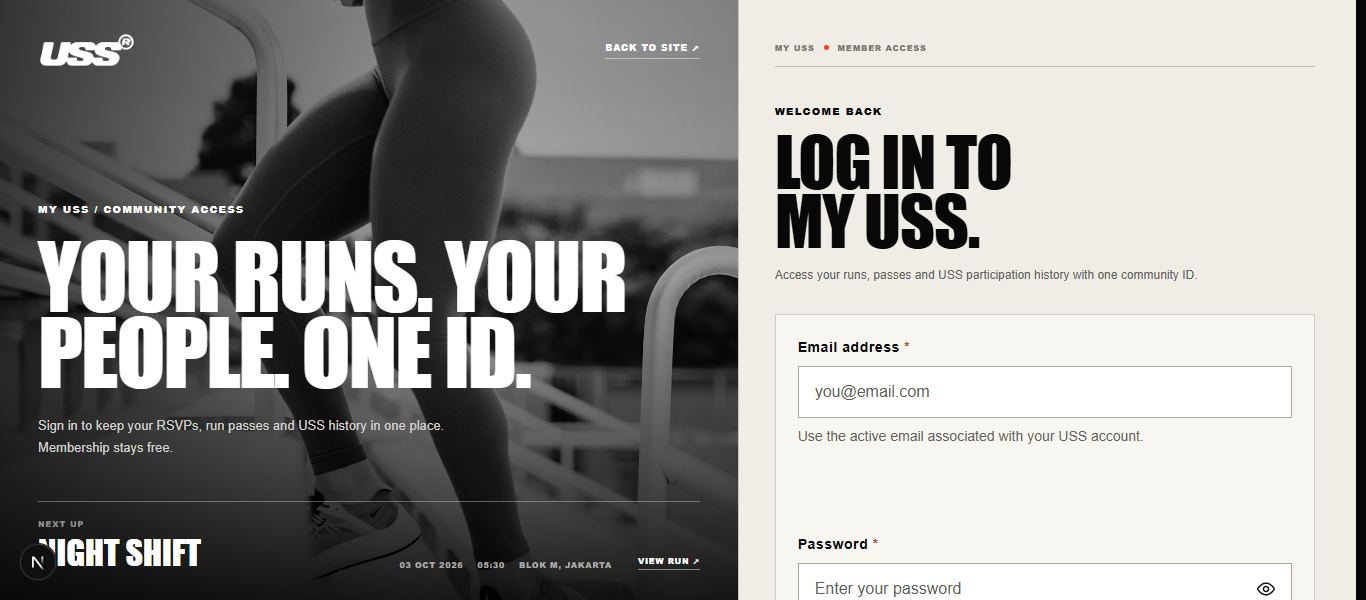 USS®
BACK TO SITE ↗
MY USS / COMMUNITY ACCESS
YOUR RUNS. YOUR
PEOPLE. ONE ID.
Sign in to keep your RSVPs, run passes and USS history in one place.
Membership stays free.
NEXT UP
NIGHT SHIFT
N
03 OCT 2026 05:30 BLOK M, JAKARTA
VIEW RUN ↗
MY USS • MEMBER ACCESS
WELCOME BACK
LOG IN TO
MY USS.
Access your runs, passes and USS participation history with one community ID.
Email address *
you@email.com
Use the active email associated with your USS account.
Password *
Enter your password